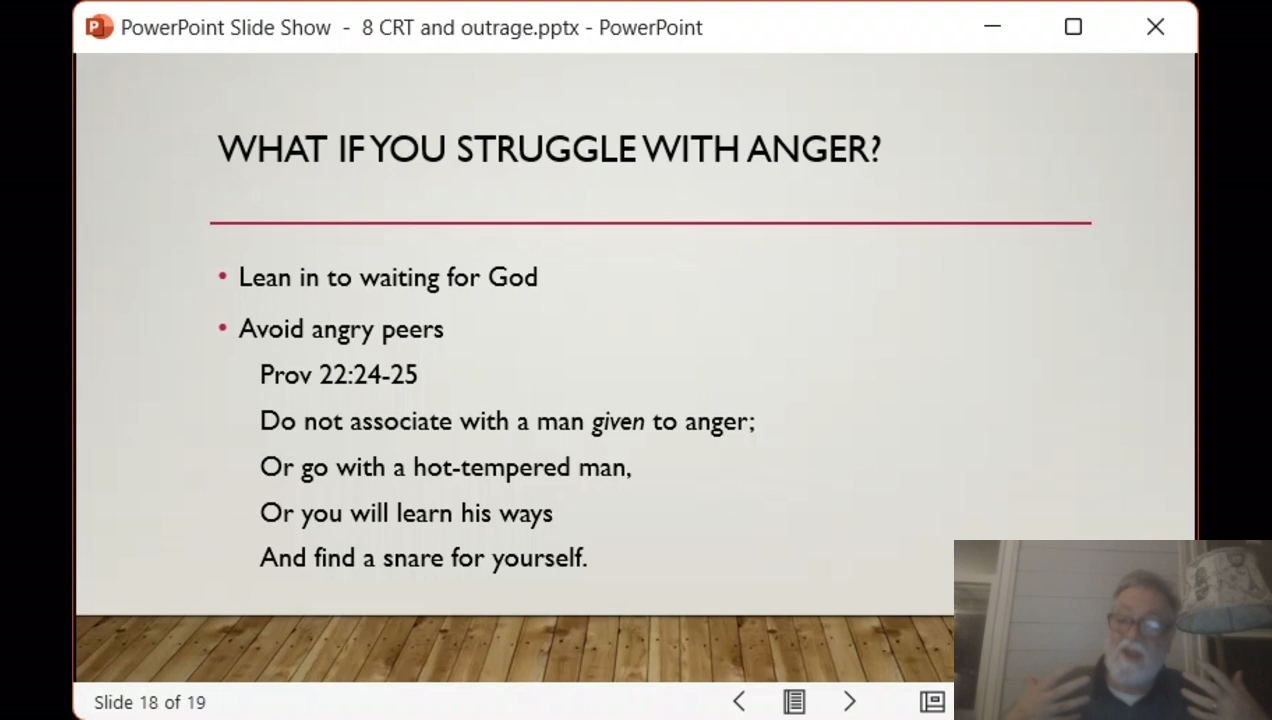 PowerPoint Slide Show - 8 CRT and outrage.pptx - PowerPoint
WHAT IF YOU STRUGGLE WITH ANGER?
• Lean in to waiting for God
• Avoid angry peers
Prov 22:24-25
Do not associate with a man given to anger;
Or go with a hot-tempered man,
Or you will learn his ways
And find a snare for yourself.
Slide 18 of 19